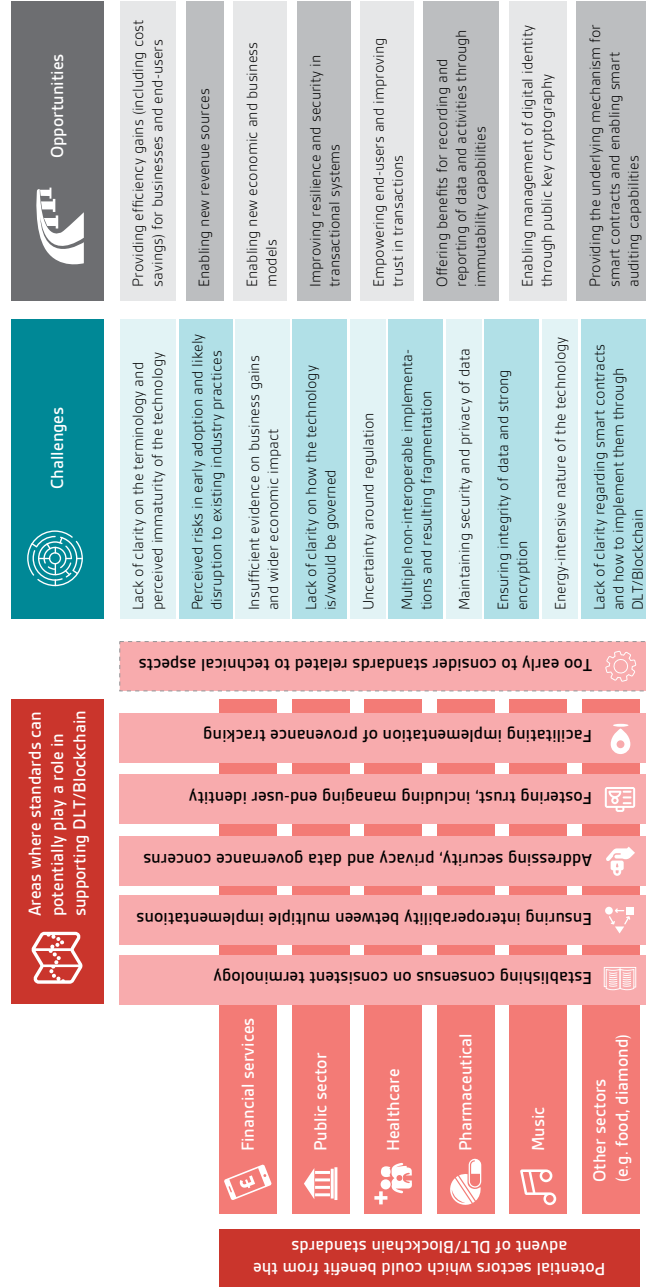 Opportunities
Providing efficiency gains (including cost
savings) for businesses and end-users
Enabling new revenue sources
Enabling new economic and business
models
Improving resilience and security in
transactional systems
Empowering end-users and improving
trust in transactions
Offering benefits for recording and
reporting of data and activities through
immutability capabilities
Enabling management of digital identity
through public key cryptography
Providing the underlying mechanism for
smart contracts and enabling smart
auditing capabilities
Challenges
Lack of clarity on the terminology and
perceived immaturity of the technology
Perceived risks in early adoption and likely
disruption to existing industry practices
Insufficient evidence on business gains
and wider economic impact
Lack of clarity on how the technology
is/would be governed
Uncertainty around regulation
Multiple non-interoperable implementa-
tions and resulting fragmentation
Maintaining security and privacy of data
Ensuring integrity of data and strong
encryption
Energy-intensive nature of the technology
Lack of clarity regarding smart contracts
and how to implement them through
DLT/Blockchain
Areas where standards can
potentially play a role in
supporting DLT/Blockchain
Too early to consider standards related to technical aspects
Facilitating implementation of provenance tracking
Fostering trust, including managing end-user identity
Addressing security, privacy and data governance concerns
Ensuring interoperability between multiple implementations
Establishing consensus on consistent terminology
£
Financial services
Public sector
Healthcare
Pharmaceutical
Music
Other sectors
(e.g. food, diamond)
Potential sectors which could benefit from the
advent of DLT/Blockchain standards